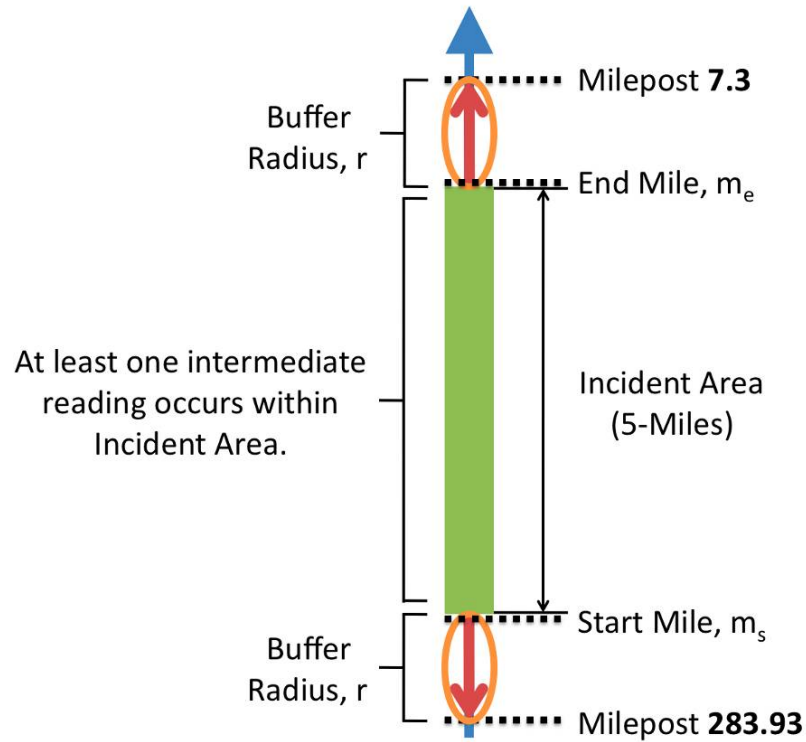 Milepost 7.3
Buffer
Radius, r
End Mile, mₑ
At least one intermediate
reading occurs within
Incident Area.
Incident Area
(5-Miles)
Start Mile, mₛ
Buffer
Radius, r
Milepost 283.93